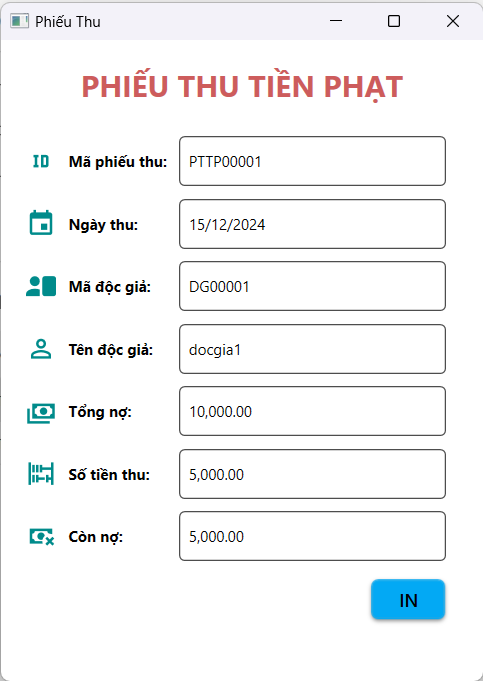 Phiếu Thu
PHIẾU THU TIỀN PHẠT
ID Mã phiếu thu: PTTP00001
Ngày thu: 15/12/2024
Mã độc giả: DG00001
Tên độc giả: docgia1
Tổng nợ: 10,000.00
Số tiền thu: 5,000.00
Còn nợ: 5,000.00
IN